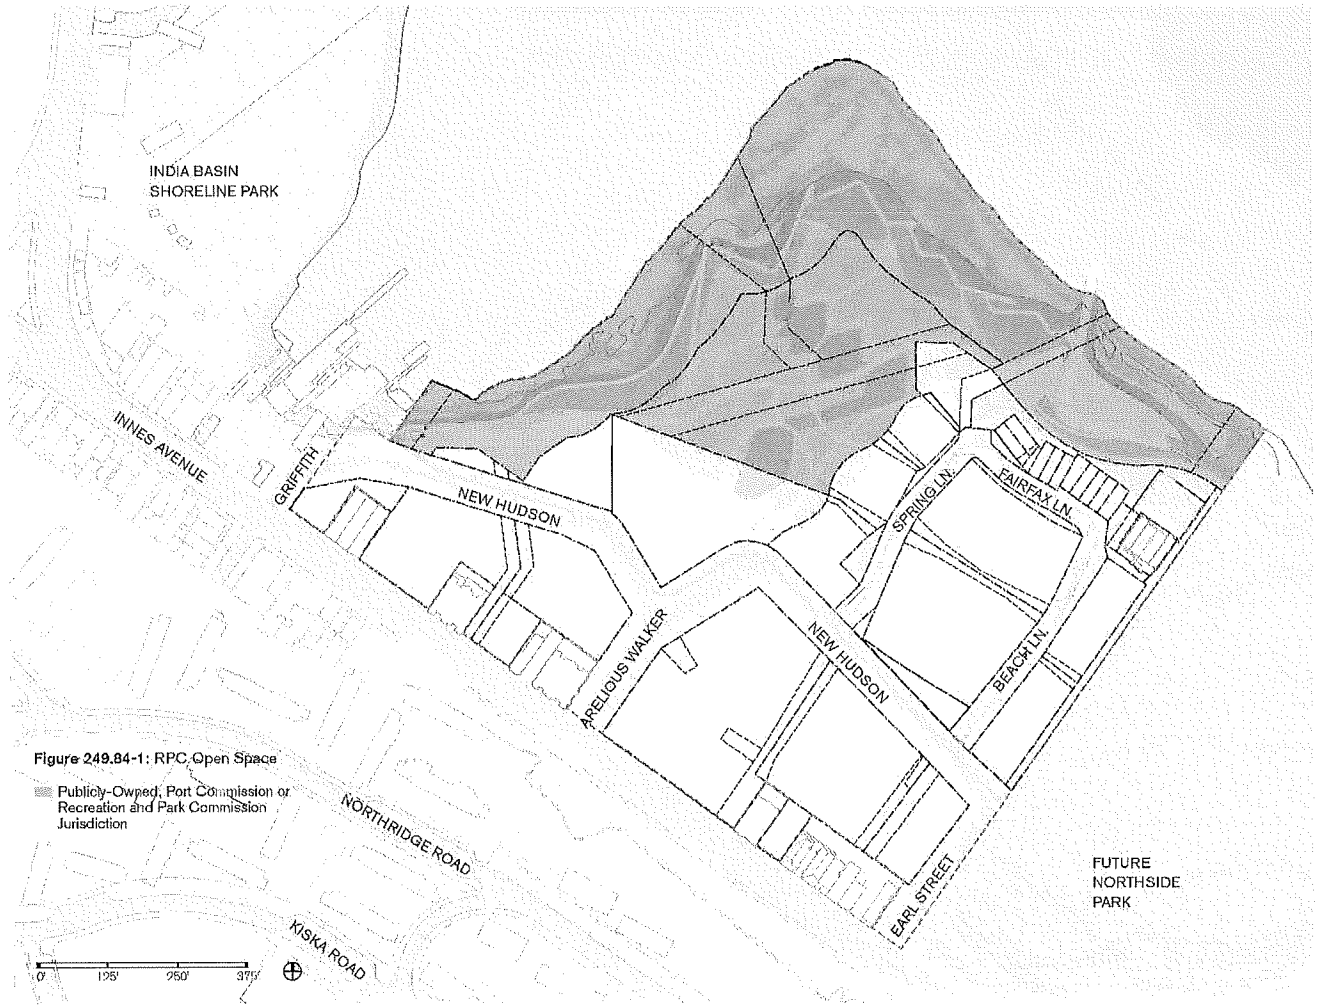 INDIA BASIN
SHORELINE PARK
INNES AVENUE
GRIFFITH
NEW HUDSON
SPRING LN.
FAIRFAX LN.
ARELIOUS WALKER
NEW HUDSON
BEACH LN.
Figure 249.84-1: RPC Open Space
Publicly-Owned, Port Commission or
Recreation and Park Commission
Jurisdiction
NORTHRIDGE ROAD
KISKA ROAD
EARL STREET
FUTURE
NORTHSIDE
PARK
0' 125' 250' 375'